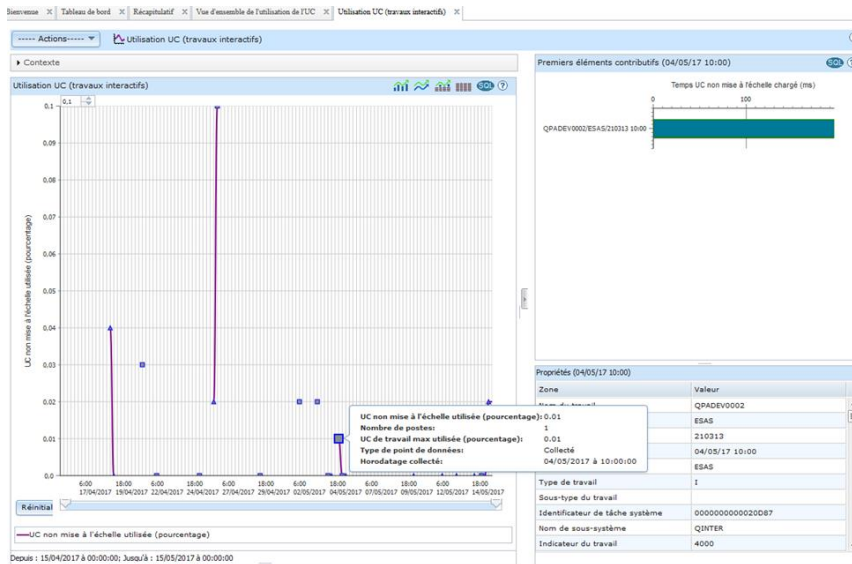 Bienvenue × Tableau de bord × Récapitulatif × Vue d'ensemble de l'utilisation de l'UC × Utilisation UC (travaux interactifs) ×
----- Actions----- Utilisation UC (travaux interactifs)
Contexte
Utilisation UC (travaux interactifs) SQL ?
0,1
UC non mise à l'échelle utilisée (pourcentage)
0.1
0.09
0.08
0.07
0.06
0.05
0.04
0.03
0.02
0.01
0.0
6:00 18:00 6:00 18:00 6:00 18:00 6:00 18:00 6:00 18:00 6:00 18:00
17/04/2017 19/04/2017 22/04/2017 24/04/2017 27/04/2017 29/04/2017 02/05/2017 04/05/2017 07/05/2017 09/05/2017 12/05/2017 14/05/2017
UC non mise à l'échelle utilisée (pourcentage): 0.01
Nombre de postes: 1
UC de travail max utilisée (pourcentage): 0.01
Type de point de données: Collecté
Horodatage collecté: 04/05/2017 à 10:00:00
Réinitial
UC non mise à l'échelle utilisée (pourcentage)
Depuis : 15/04/2017 à 00:00:00; Jusqu'à : 15/05/2017 à 00:00:00
Premiers éléments contributifs (04/05/17 10:00) SQL ?
Temps UC non mise à l'échelle chargé (ms)
0 100
QPADEV0002/ESAS/210313 10:00
Propriétés (04/05/17 10:00)
Zone Valeur
Nom du travail QPADEV0002
ESAS
210313
04/05/17 10:00
ESAS
Type de travail I
Sous-type du travail
Identificateur de tâche système 0000000000020D87
Nom de sous-système QINTER
Indicateur du travail 4000